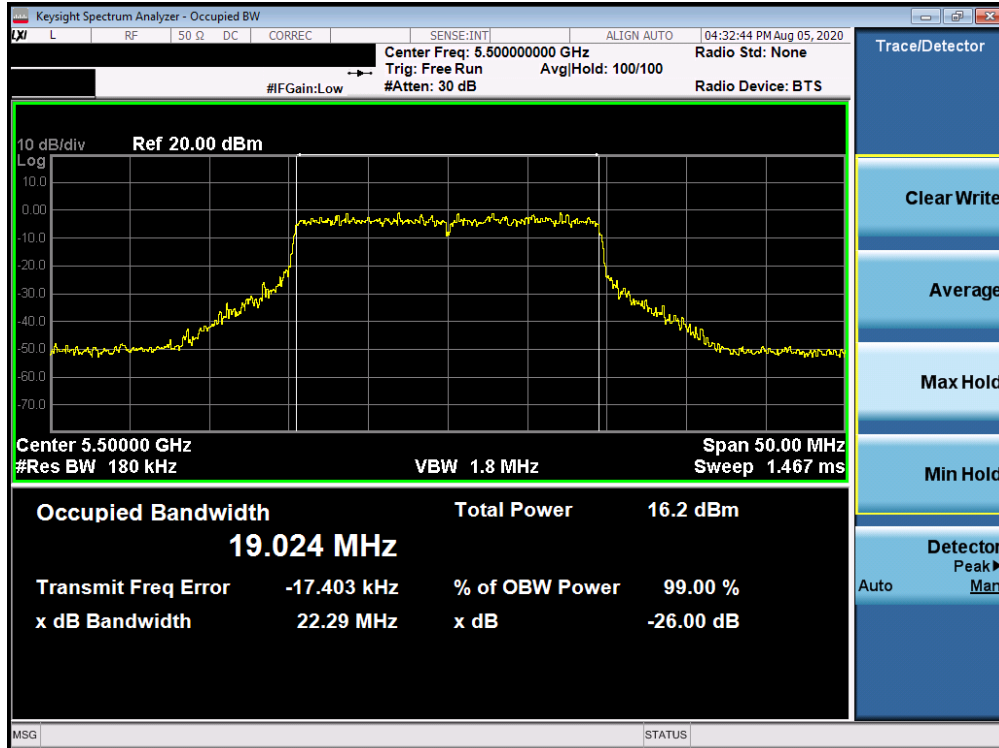 Keysight Spectrum Analyzer - Occupied BW
LXI L RF 50 Ω DC CORREC SENSE:INT ALIGN AUTO 04:32:44 PM Aug 05, 2020
Center Freq: 5.500000000 GHz Radio Std: None
Trig: Free Run Avg|Hold: 100/100
#IFGain:Low #Atten: 30 dB Radio Device: BTS
Trace/Detector
10 dB/div Ref 20.00 dBm
Log
10.0
0.00
-10.0
-20.0
-30.0
-40.0
-50.0
-60.0
-70.0
Center 5.50000 GHz Span 50.00 MHz
#Res BW 180 kHz VBW 1.8 MHz Sweep 1.467 ms
Occupied Bandwidth Total Power 16.2 dBm
19.024 MHz
Transmit Freq Error -17.403 kHz % of OBW Power 99.00 %
x dB Bandwidth 22.29 MHz x dB -26.00 dB
Clear Write
Average
Max Hold
Min Hold
Detector
Peak▶
Auto Man
MSG STATUS